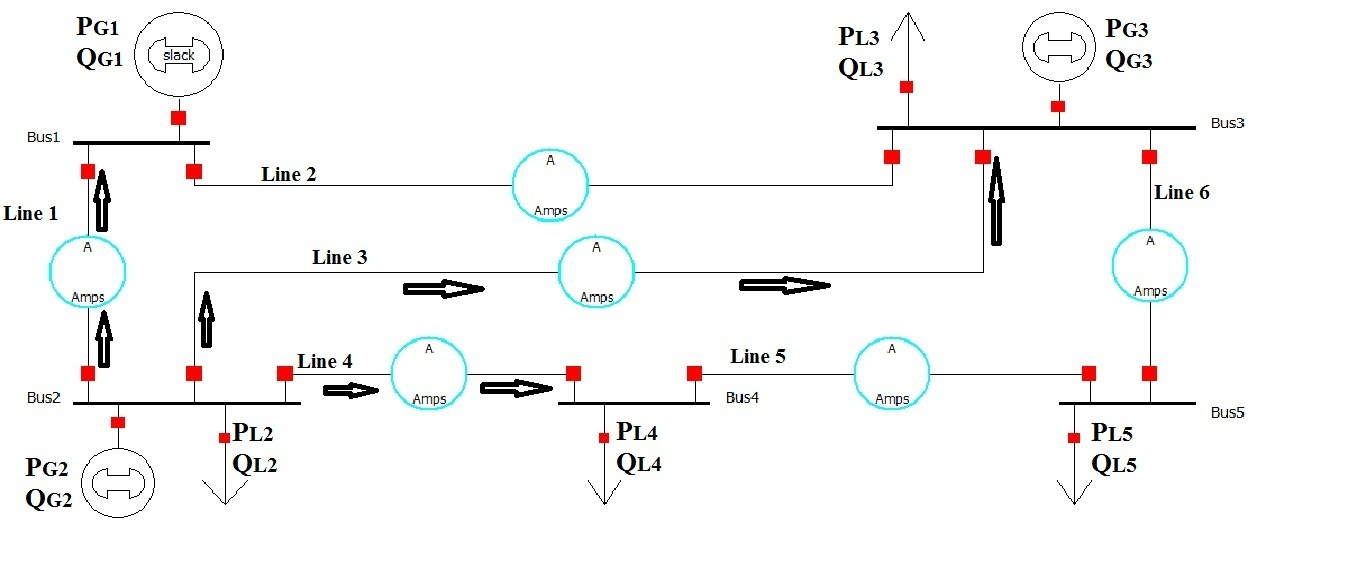 PG1
QG1
slack
PL3
QL3
PG3
QG3
Bus1
Bus3
Line 2
A
Amps
Line 6
Line 1
A
Amps
Line 3
A
Amps
A
Amps
Line 4
A
Amps
Line 5
A
Amps
Bus2
Bus4
Bus5
PL2
QL2
PL4
QL4
PL5
QL5
PG2
QG2